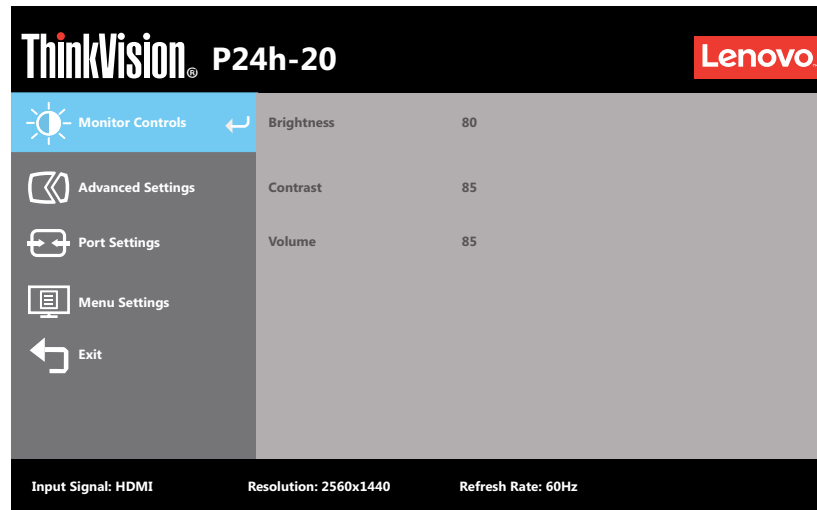 ThinkVision® P24h-20
Lenovo
Monitor Controls Brightness 80
Advanced Settings Contrast 85
Port Settings Volume 85
Menu Settings
Exit
Input Signal: HDMI Resolution: 2560x1440 Refresh Rate: 60Hz